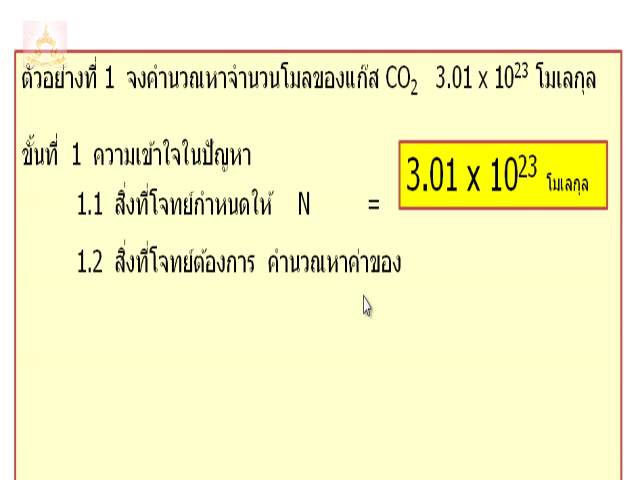 ตัวอย่างที่ 1 จงคำนวณหาจำนวนโมลของแก๊ส CO₂ 3.01 x 10²³ โมเลกุล
ขั้นที่ 1 ความเข้าใจในปัญหา
1.1 สิ่งที่โจทย์กำหนดให้ N = 3.01 x 10²³ โมเลกุล
1.2 สิ่งที่โจทย์ต้องการ คำนวณหาค่าของ